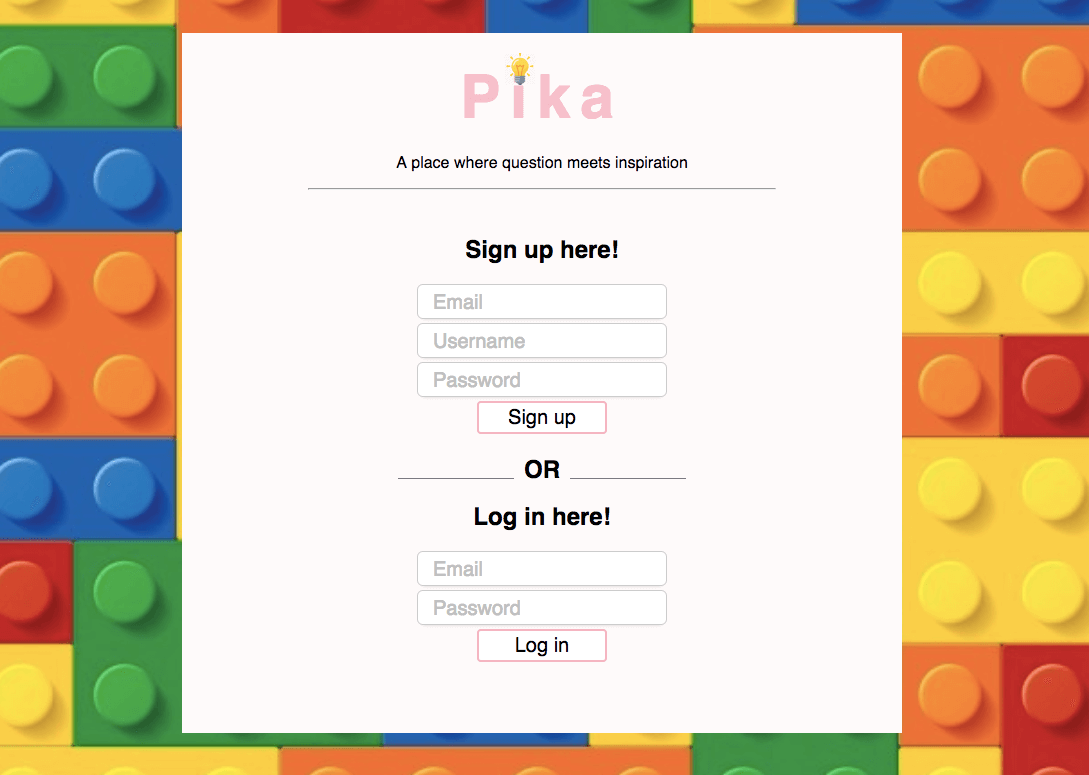 Pika
A place where question meets inspiration
Sign up here!
Email
Username
Password
Sign up
OR
Log in here!
Email
Password
Log in